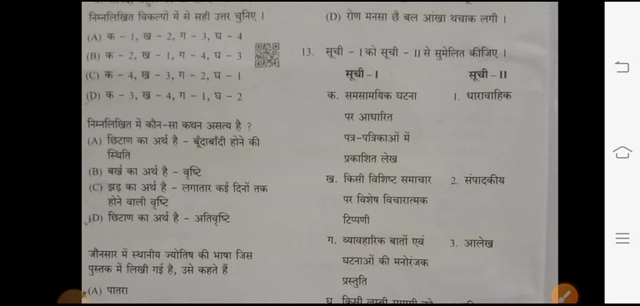 निम्नलिखित विकल्पों में से सही उत्तर चुनिए ।
(A) क - 1, ख - 2, ग - 3, घ - 4
(B) क - 2, ख - 1, ग - 4, घ - 3
(C) क - 4, ख - 3, ग - 2, घ - 1
(D) क - 3, ख - 4, ग - 1, घ - 2
निम्नलिखित में कौन-सा कथन असत्य है ?
(A) छिटाण का अर्थ है - बूँदाबाँदी होने की
स्थिति
(B) बर्ख का अर्थ है - वृष्टि
(C) झड़ का अर्थ है - लगातार कई दिनों तक
होने वाली वृष्टि
(D) छिटाण का अर्थ है - अतिवृष्टि
जौनसार में स्थानीय ज्योतिष की भाषा जिस
पुस्तक में लिखी गई है, उसे कहते हैं
(A) पातरा
(D) रोण मनसा छै बल आंखा थचाक लगी ।
13. सूची - I को सूची - II से सुमेलित कीजिए ।
सूची - I सूची - II
क. समसामयिक घटना 1. धारावाहिक
पर आधारित
पत्र-पत्रिकाओं में
प्रकाशित लेख
ख. किसी विशिष्ट समाचार 2. संपादकीय
पर विशेष विचारात्मक
टिप्पणी
ग. व्यावहारिक बातों एवं 3. आलेख
घटनाओं की मनोरंजक
प्रस्तुति
घ. किसी लम्बी